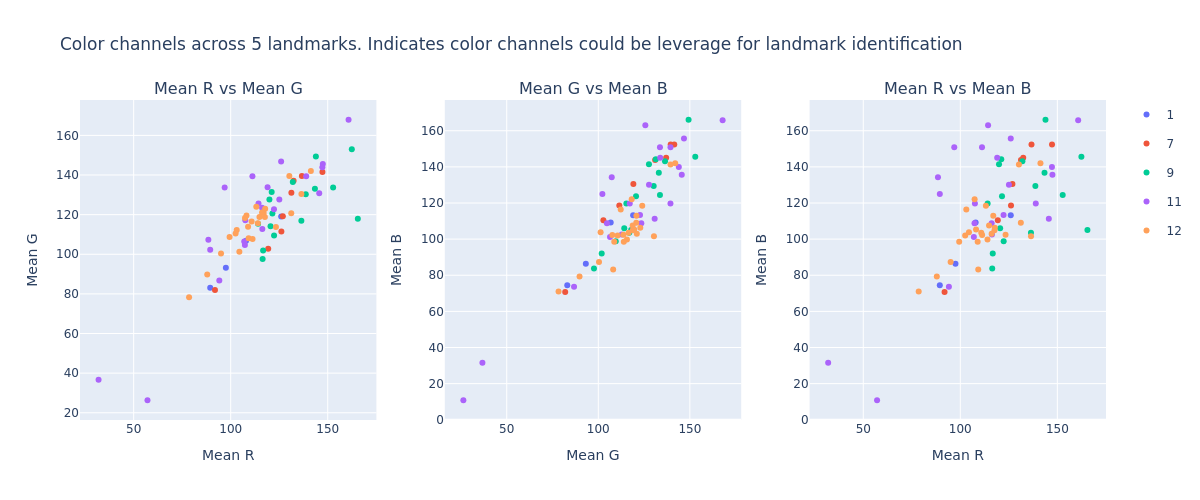 Color channels across 5 landmarks. Indicates color channels could be leverage for landmark identification
Mean R vs Mean G
Mean G vs Mean B
Mean R vs Mean B
160
140
120
100
80
60
40
20
Mean G
50 100 150
Mean R
160
140
120
100
80
60
40
20
0
Mean B
50 100 150
Mean G
160
140
120
100
80
60
40
20
0
Mean B
50 100 150
Mean R
1
7
9
11
12